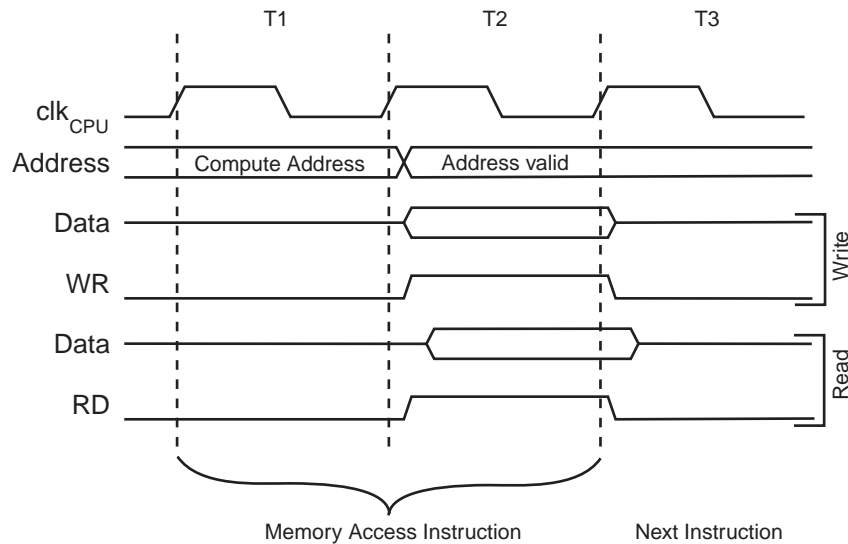 T1 T2 T3
clkCPU
Address Compute Address Address valid
Data
WR
Write
Data
RD
Read
Memory Access Instruction Next Instruction